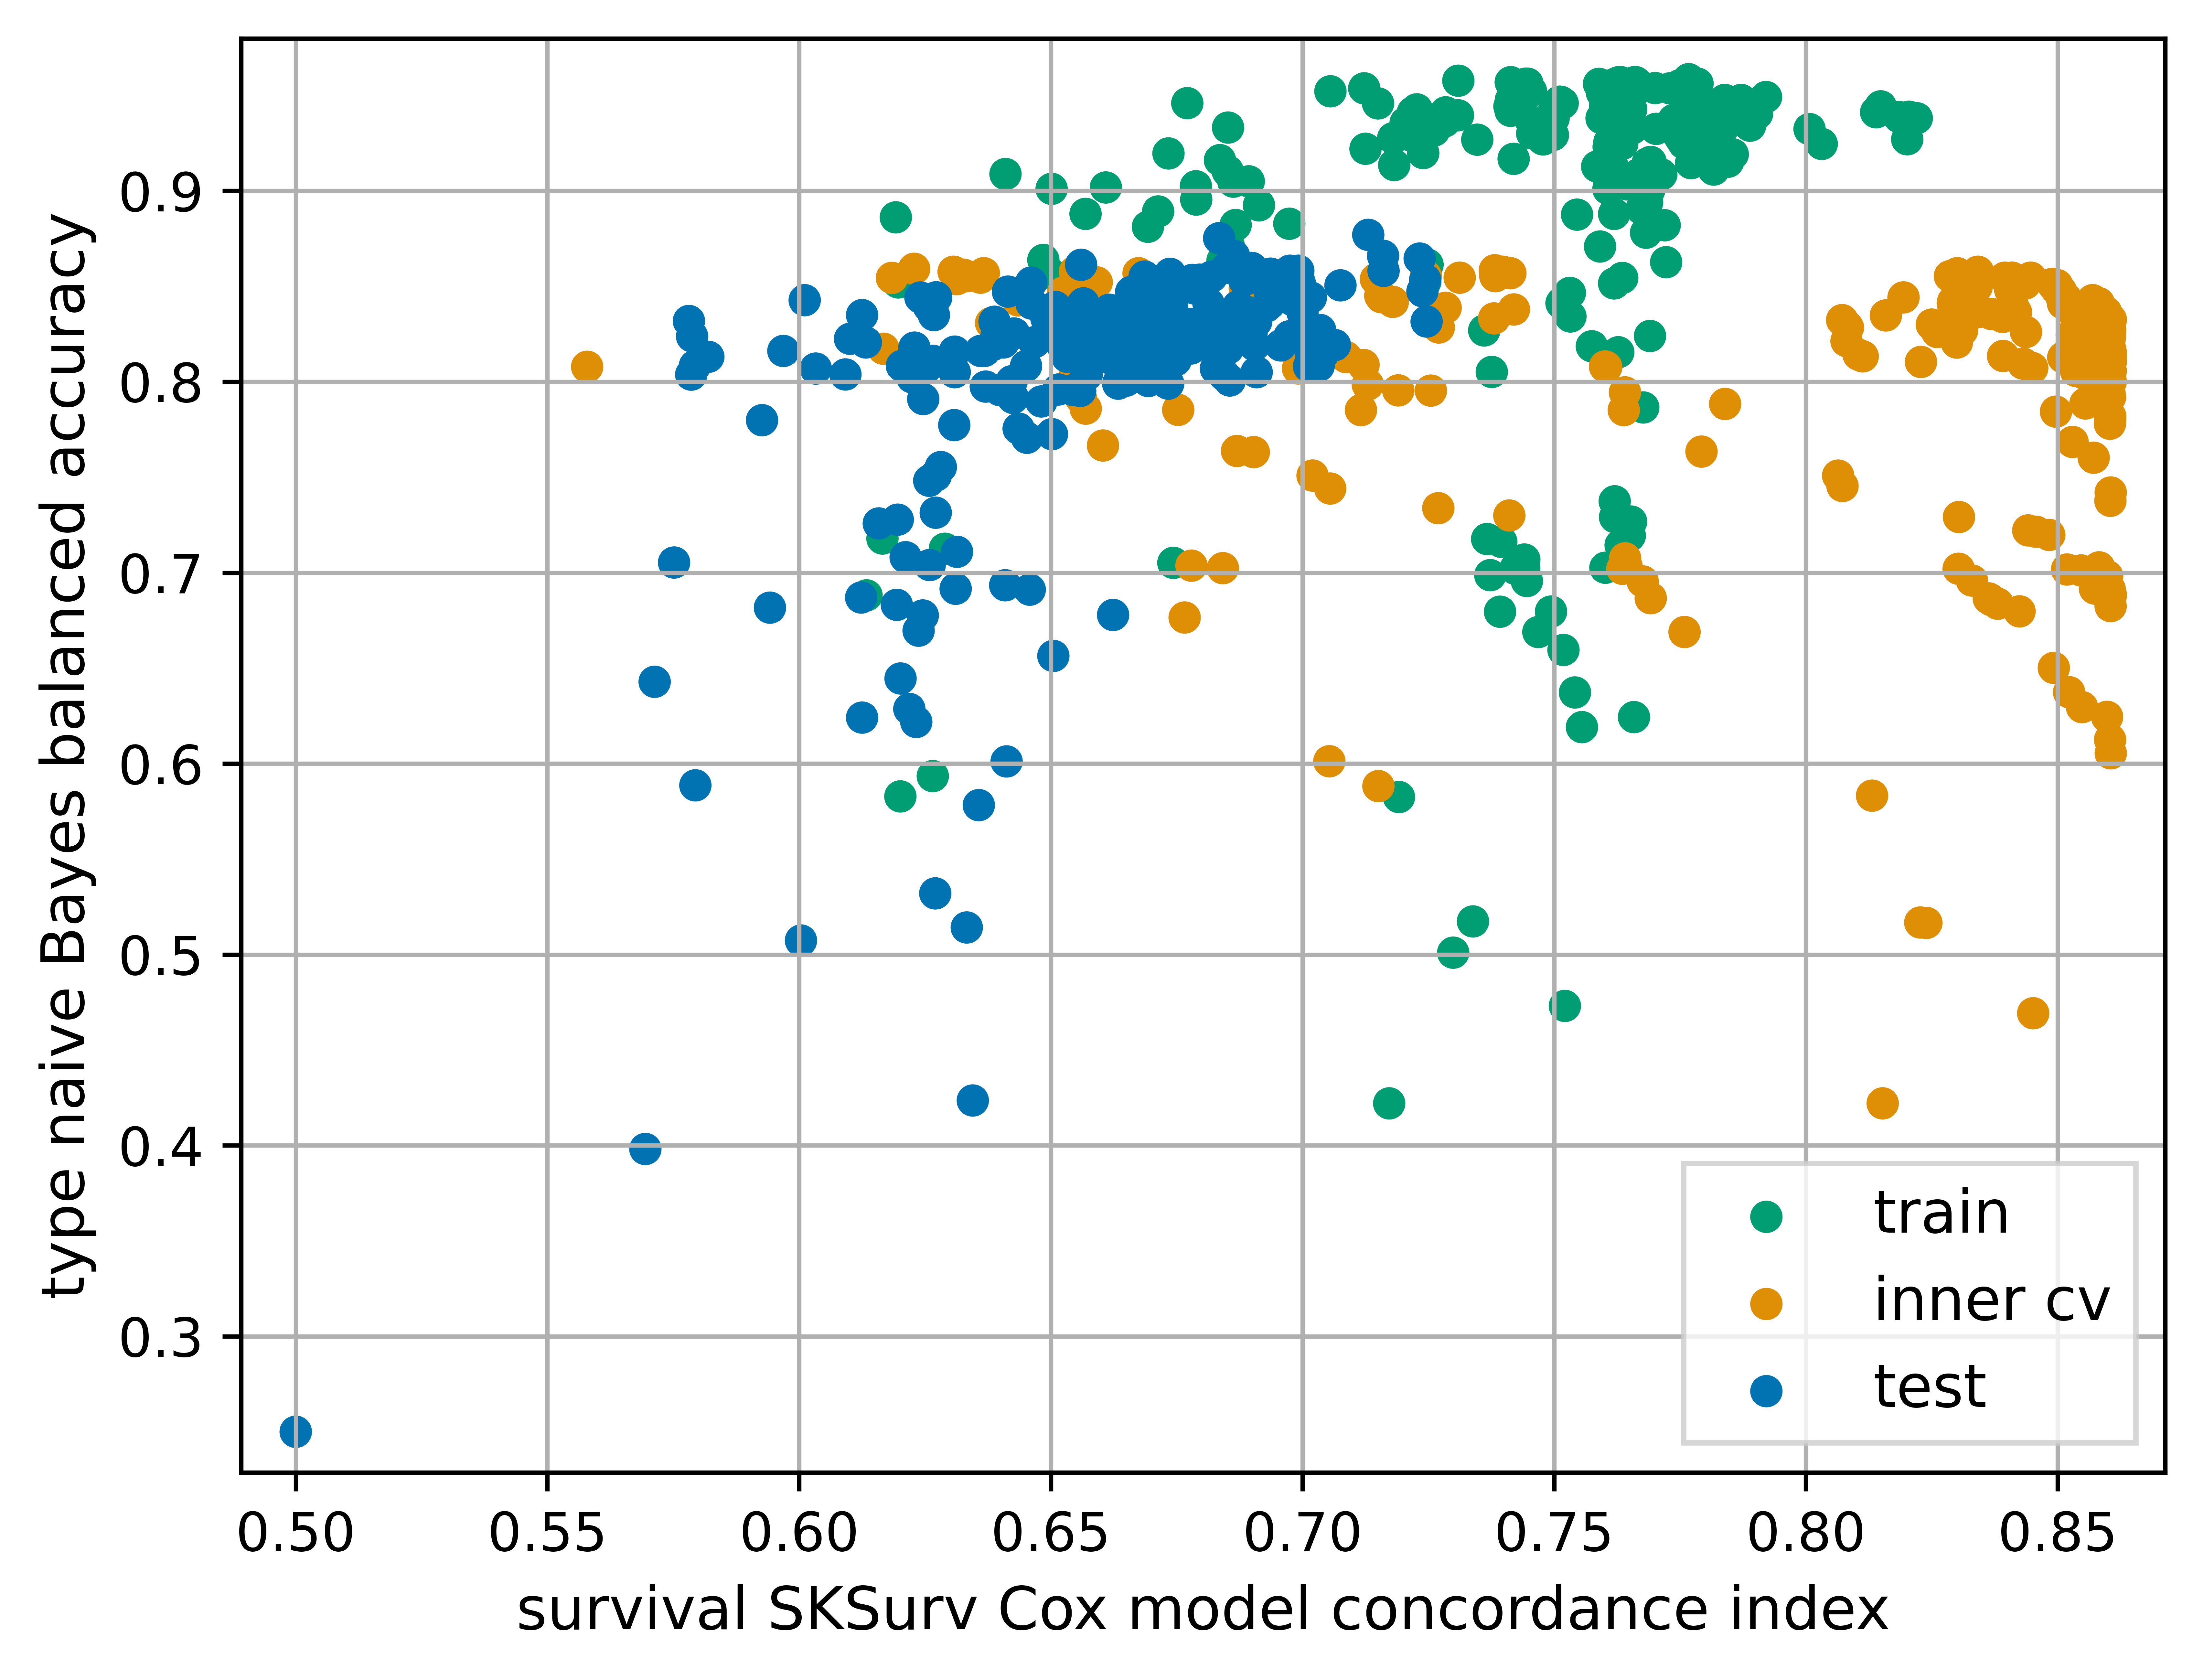 type naive Bayes balanced accuracy
0.9
0.8
0.7
0.6
0.5
0.4
0.3
train
inner cv
test
0.50 0.55 0.60 0.65 0.70 0.75 0.80 0.85
survival SKSurv Cox model concordance index